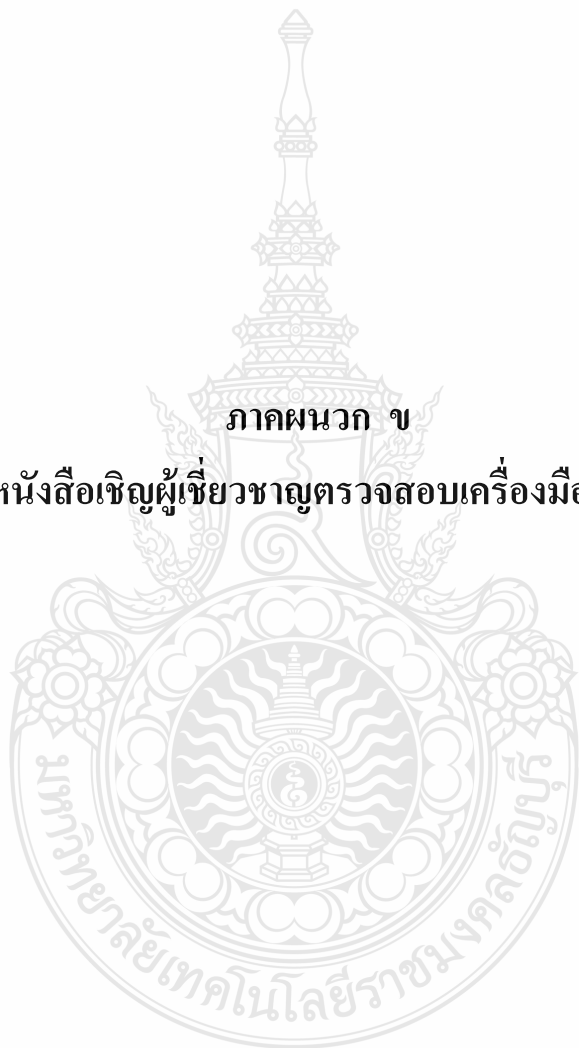 ภาคผนวก ข
หนังสือเชิญผู้เชี่ยวชาญตรวจสอบเครื่องมือ
มหาวิทยาลัยเทคโนโลยีราชมงคลธัญบุรี